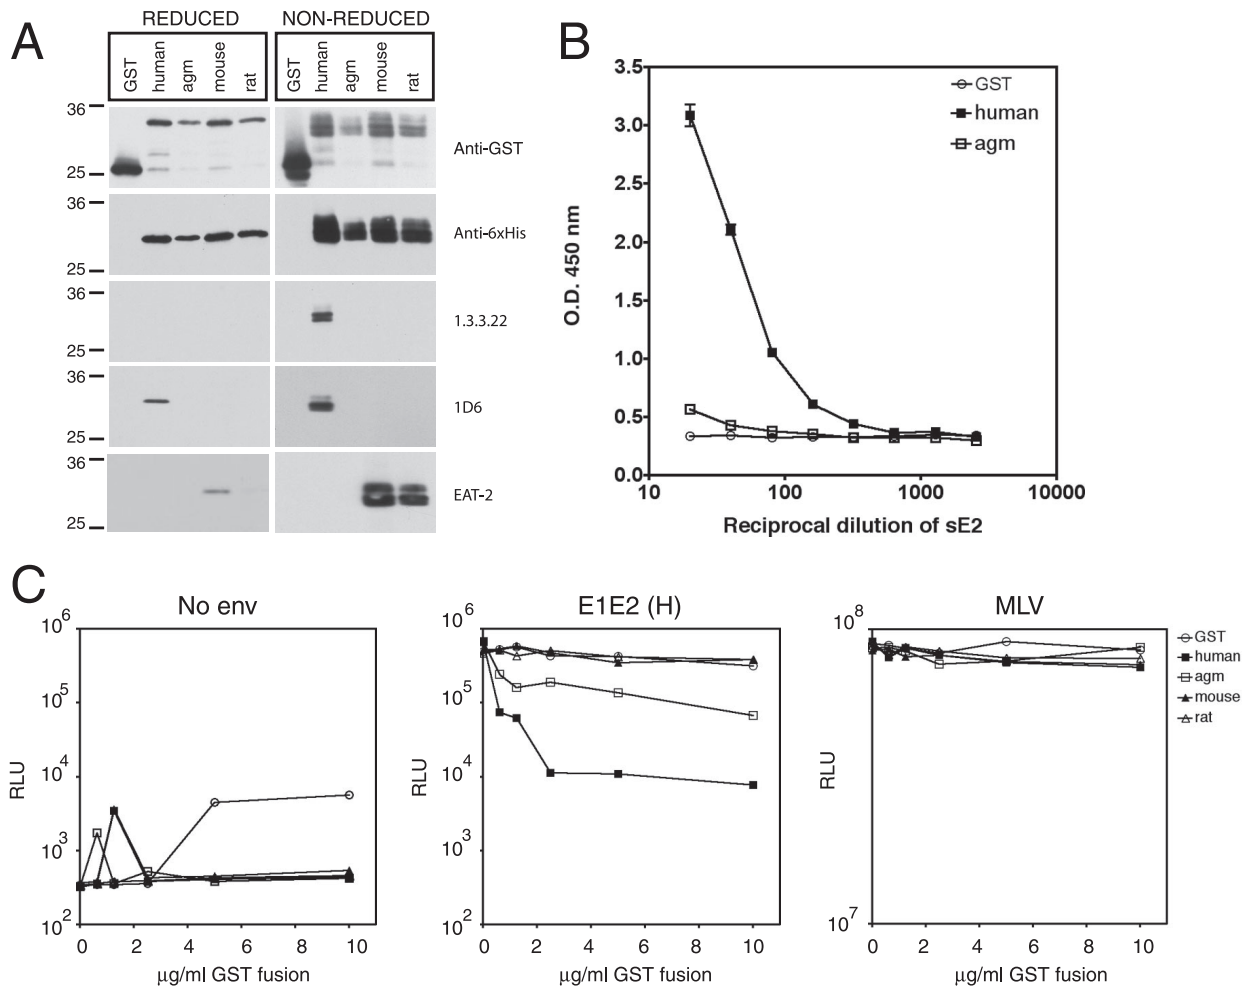 A
REDUCED
NON-REDUCED
GST
human
agm
mouse
rat
GST
human
agm
mouse
rat
36
25
Anti-GST
36
25
Anti-6xHis
36
25
1.3.3.22
36
25
1D6
36
25
EAT-2
B
3.5
3.0
2.5
2.0
1.5
1.0
0.5
0.0
O.D. 450 nm
GST
human
agm
10
100
1000
10000
Reciprocal dilution of sE2
C
No env
10^6
10^5
10^4
10^3
10^2
RLU
0 2 4 6 8 10
µg/ml GST fusion
E1E2 (H)
10^6
10^5
10^4
10^3
10^2
RLU
0 2 4 6 8 10
µg/ml GST fusion
MLV
10^8
10^7
RLU
0 2 4 6 8 10
µg/ml GST fusion
GST
human
agm
mouse
rat